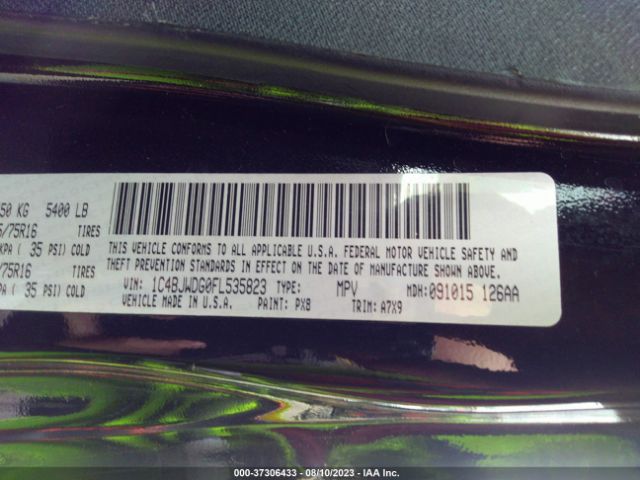 50 KG 5400 LB
/75R16 TIRES
KPA ( 35 PSI) COLD
/75R16 TIRES
( 35 PSI) COLD
THIS VEHICLE CONFORMS TO ALL APPLICABLE U.S.A. FEDERAL MOTOR VEHICLE SAFETY AND
THEFT PREVENTION STANDARDS IN EFFECT ON THE DATE OF MANUFACTURE SHOWN ABOVE.
VIN: 1C4BJWDG0FL535823 TYPE: MPV MDH:091015 126AA
VEHICLE MADE IN U.S.A. PAINT: PX8 TRIM: A7X9
000-37306433 — 08/10/2023 — IAA Inc.